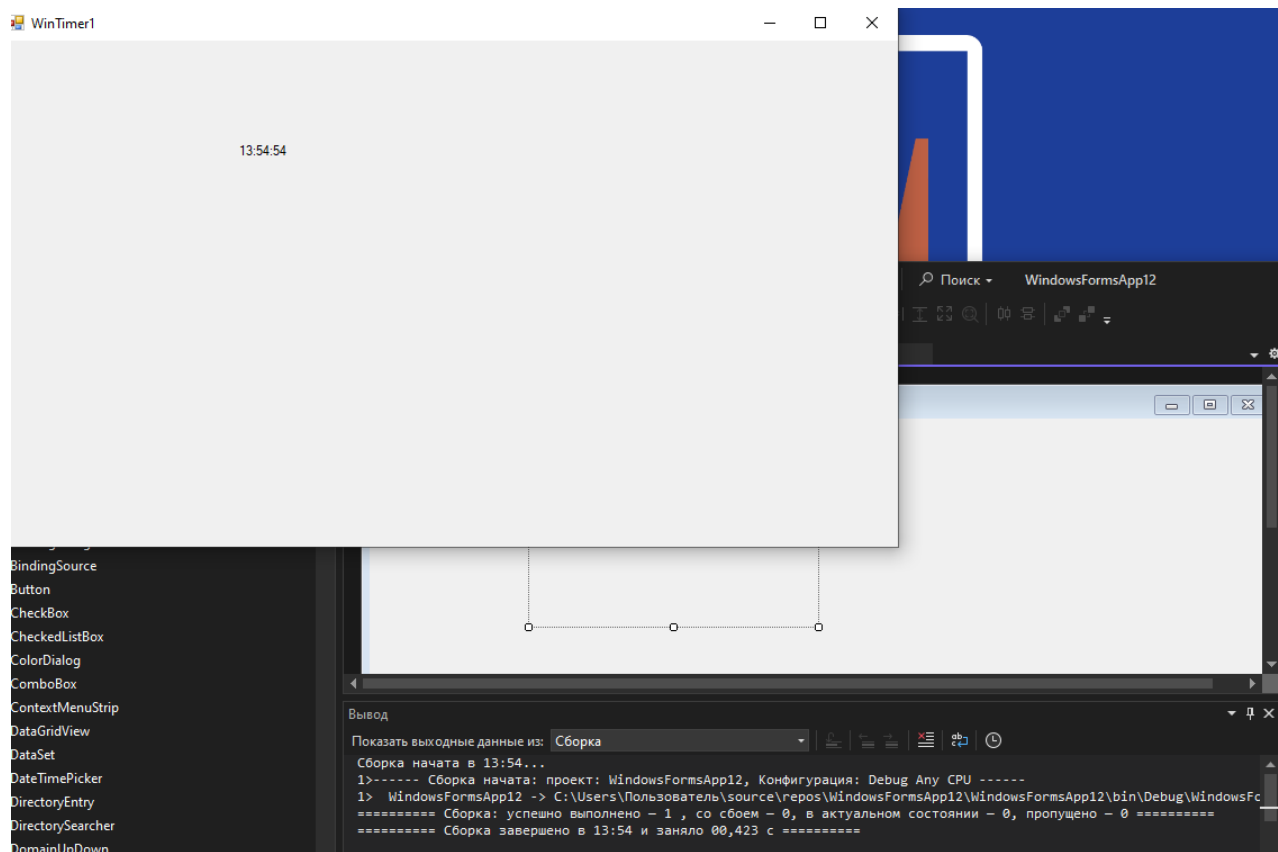 WinTimer1
13:54:54
Поиск
WindowsFormsApp12
BindingSource
Button
CheckBox
CheckedListBox
ColorDialog
ComboBox
ContextMenuStrip
DataGridView
DataSet
DateTimePicker
DirectoryEntry
DirectorySearcher
DomainUpDown
Вывод
Показать выходные данные из: Сборка
Сборка начата в 13:54...
1>------ Сборка начата: проект: WindowsFormsApp12, Конфигурация: Debug Any CPU ------
1>  WindowsFormsApp12 -> C:\Users\Пользователь\source\repos\WindowsFormsApp12\WindowsFormsApp12\bin\Debug\WindowsFo
========== Сборка: успешно выполнено – 1 , со сбоем – 0, в актуальном состоянии – 0, пропущено – 0 ==========
========== Сборка завершено в 13:54 и заняло 00,423 с ==========